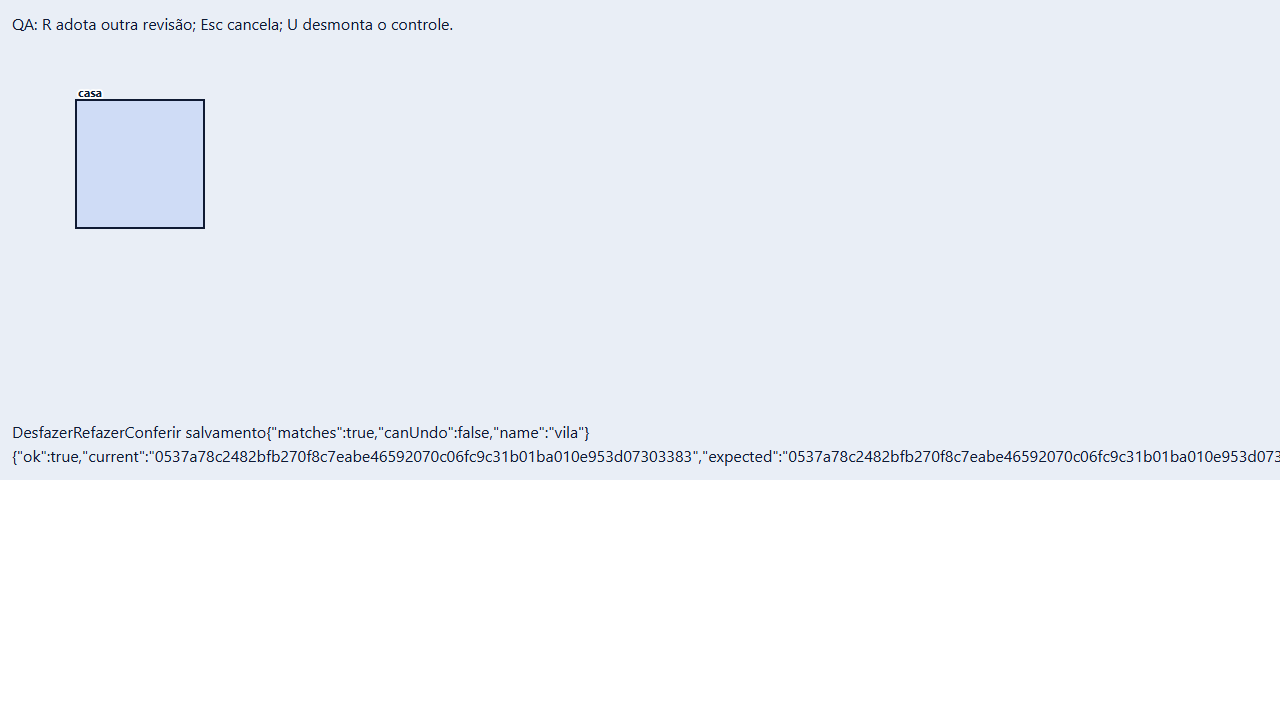 QA: R adota outra revisão; Esc cancela; U desmonta o controle.
casa
DesfazerRefazerConferir salvamento{"matches":true,"canUndo":false,"name":"vila"}
{"ok":true,"current":"0537a78c2482bfb270f8c7eabe46592070c06fc9c31b01ba010e953d07303383","expected":"0537a78c2482bfb270f8c7eabe46592070c06fc9c31b01ba010e953d073